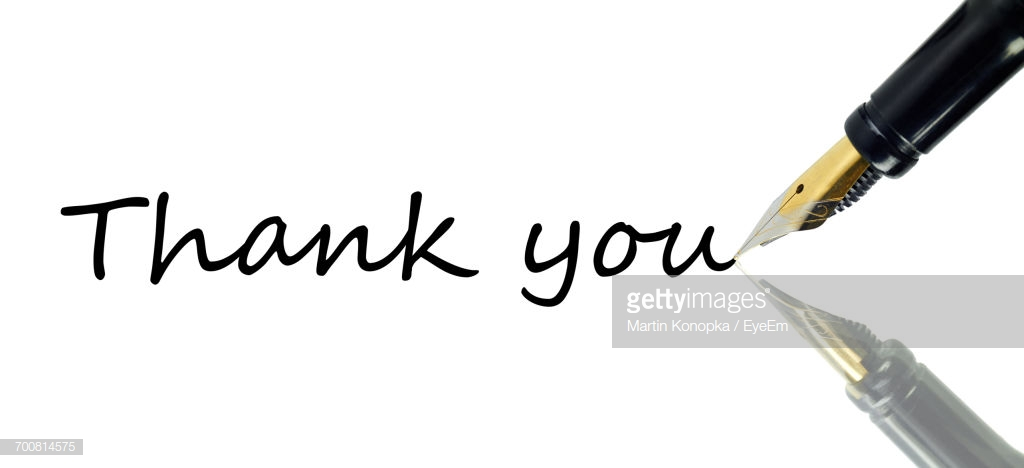 Thank you
gettyimages®
Martin Konopka / EyeEm
700814575